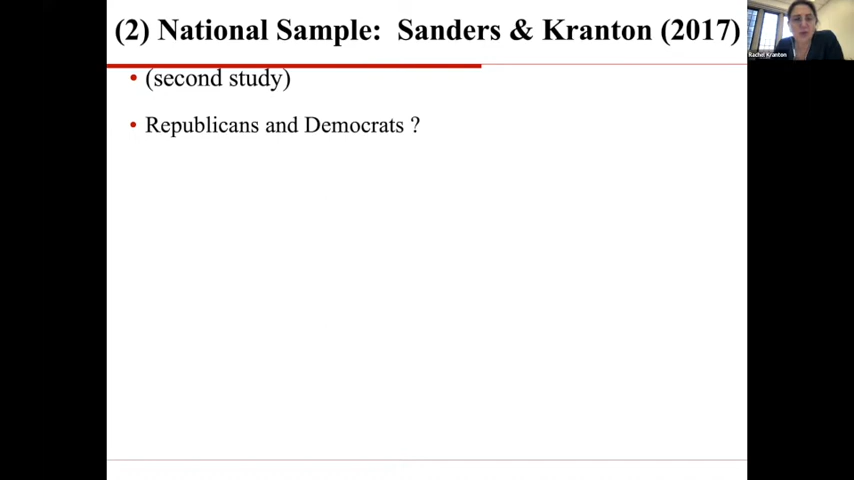 (2) National Sample: Sanders & Kranton (2017)
• (second study)
• Republicans and Democrats ?
Rachel Kranton